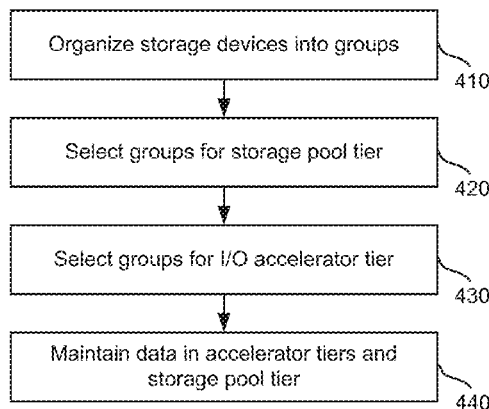 Organize storage devices into groups
410
Select groups for storage pool tier
420
Select groups for I/O accelerator tier
430
Maintain data in accelerator tiers and
storage pool tier
440